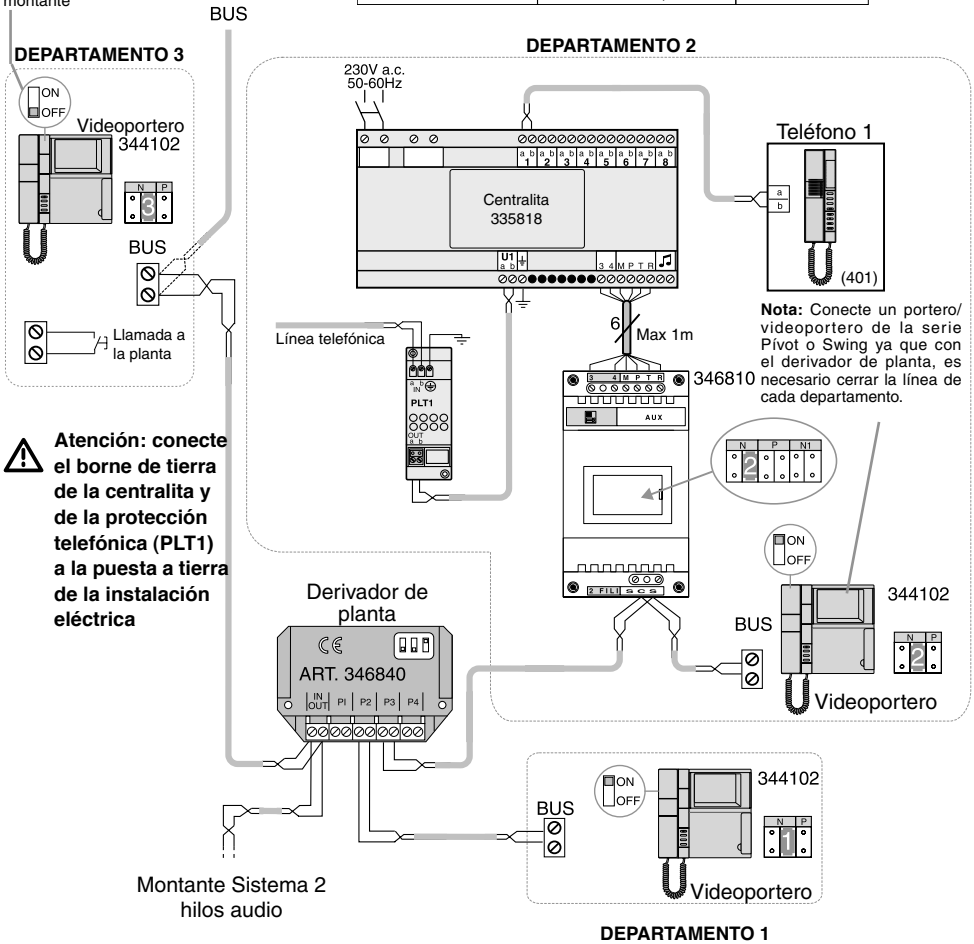 montante
BUS
DEPARTAMENTO 3
ON
OFF
Videoportero
344102
N P
3
BUS
Llamada a
la planta
DEPARTAMENTO 2
230V a.c.
50-60Hz
a b a b a b a b a b a b a b a b
1 2 3 4 5 6 7 8
Centralita
335818
U1
a b
3 4 M P T R
Teléfono 1
a
b
(401)
Nota: Conecte un portero/
videoportero de la serie
Pívot o Swing ya que con
el derivador de planta, es
necesario cerrar la línea de
cada departamento.
Línea telefónica
6
Max 1m
a b
IN
PLT1
OUT
a b
3 4 M P T R
346810
AUX
N P N1
2
2 FILI SCS
ON
OFF
344102
BUS
N P
2
Videoportero
Atención: conecte
el borne de tierra
de la centralita y
de la protección
telefónica (PLT1)
a la puesta a tierra
de la instalación
eléctrica
Derivador de
planta
CE
ART. 346840
IN
OUT PI P2 P3 P4
Montante Sistema 2
hilos audio
ON
OFF
344102
BUS
N P
1
Videoportero
DEPARTAMENTO 1